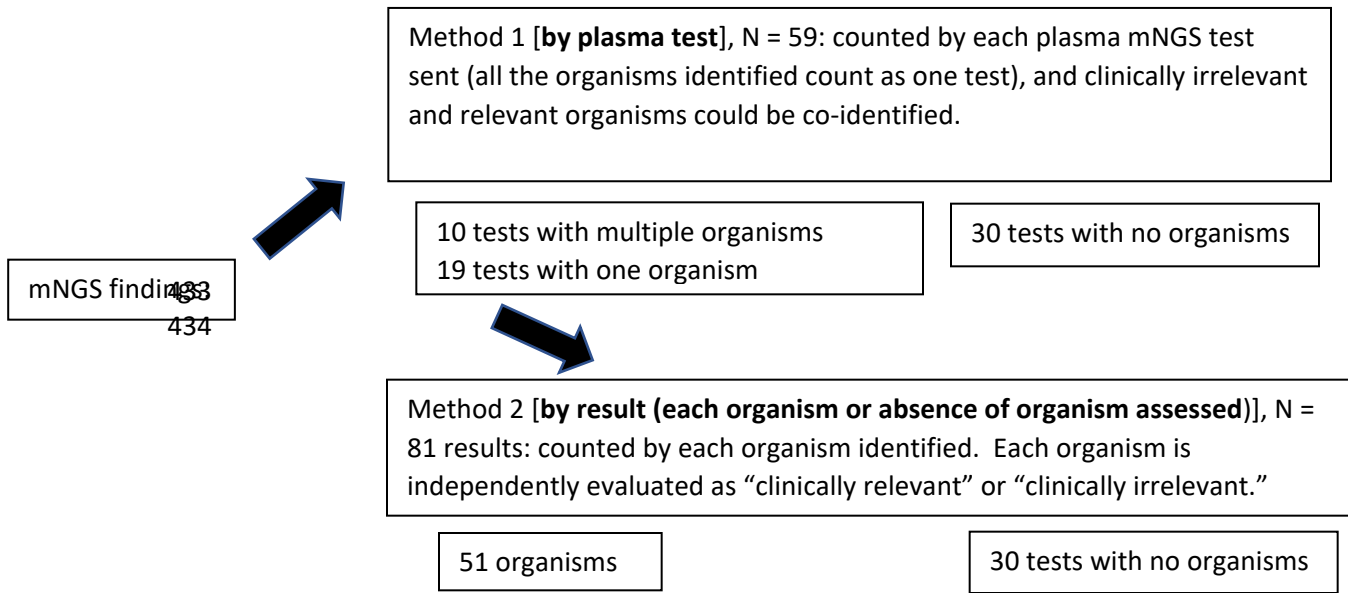 Method 1 [by plasma test], N = 59: counted by each plasma mNGS test
sent (all the organisms identified count as one test), and clinically irrelevant
and relevant organisms could be co-identified.
10 tests with multiple organisms
19 tests with one organism
30 tests with no organisms
mNGS findings:
433
434
Method 2 [by result (each organism or absence of organism assessed)], N =
81 results: counted by each organism identified.  Each organism is
independently evaluated as “clinically relevant” or “clinically irrelevant.”
51 organisms
30 tests with no organisms